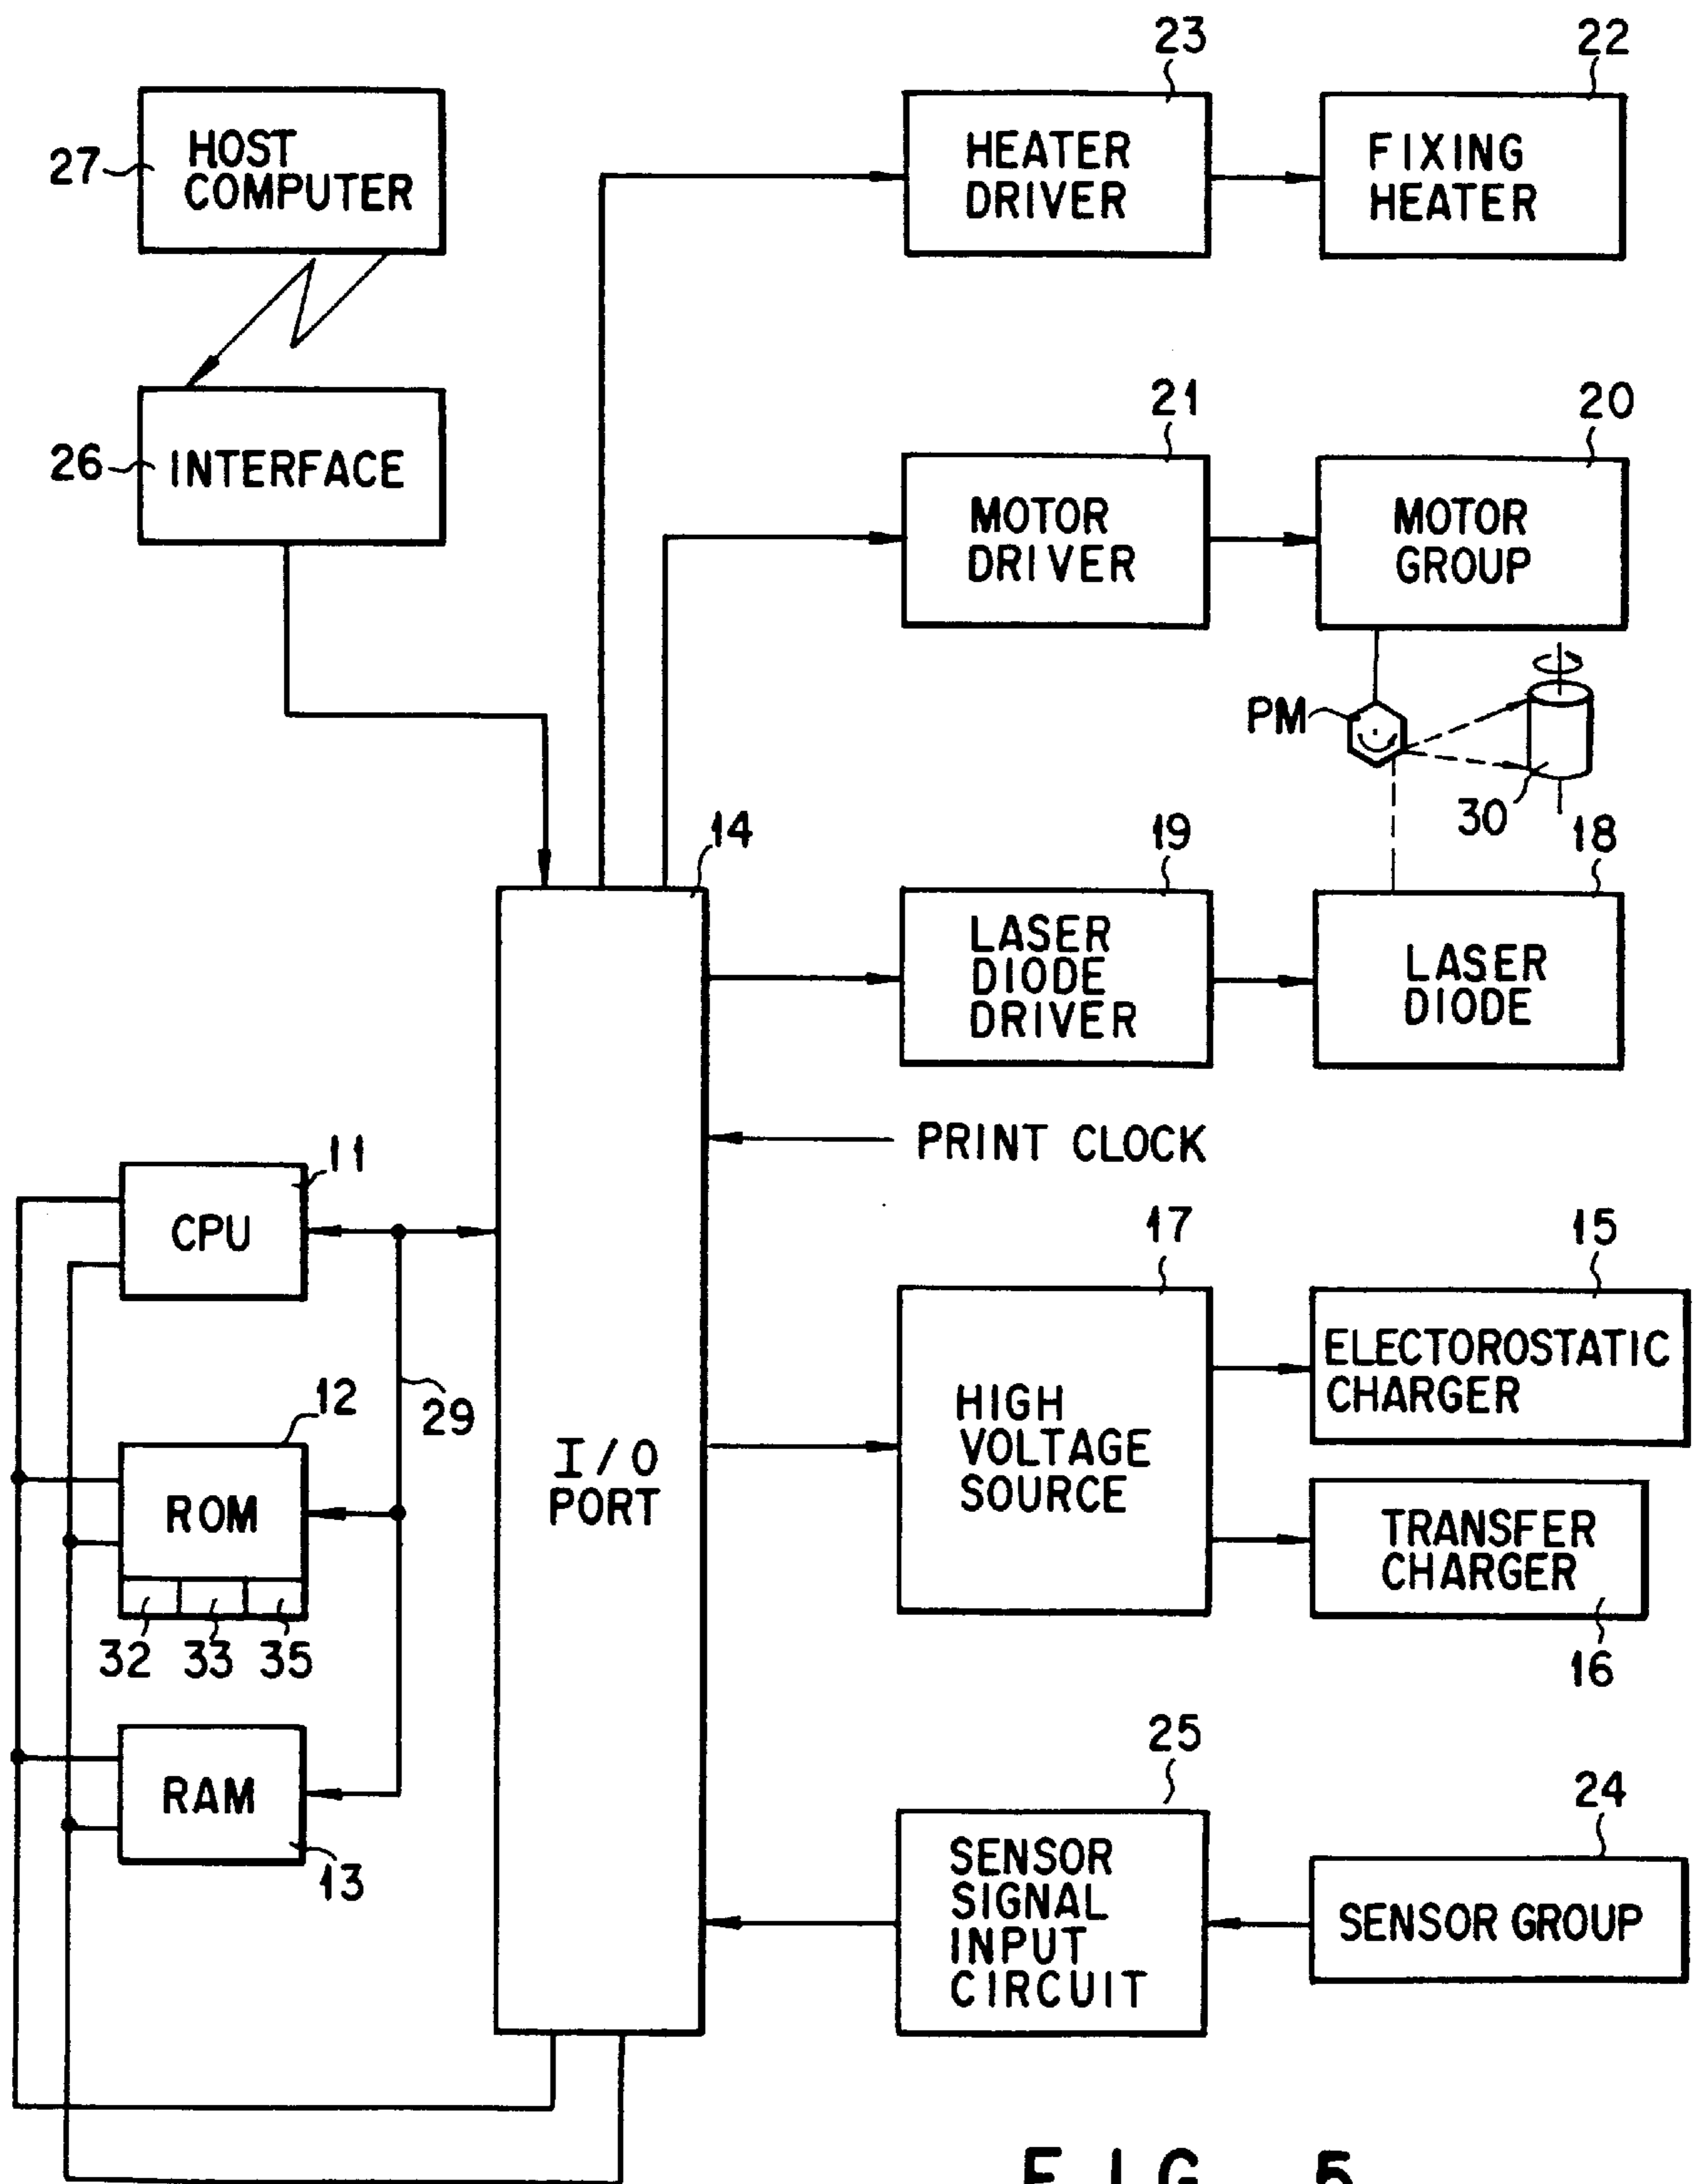 23
22
HOST
COMPUTER
27
HEATER
DRIVER
FIXING
HEATER
21
20
26
INTERFACE
MOTOR
DRIVER
MOTOR
GROUP
PM
30
14
19
18
LASER
DIODE
DRIVER
LASER
DIODE
PRINT CLOCK
11
CPU
17
15
ELECTOROSTATIC
CHARGER
12
29
HIGH
VOLTAGE
SOURCE
I/O
PORT
ROM
TRANSFER
CHARGER
32 33 35
16
25
RAM
24
13
SENSOR
SIGNAL
INPUT
CIRCUIT
SENSOR GROUP
FIG. 5